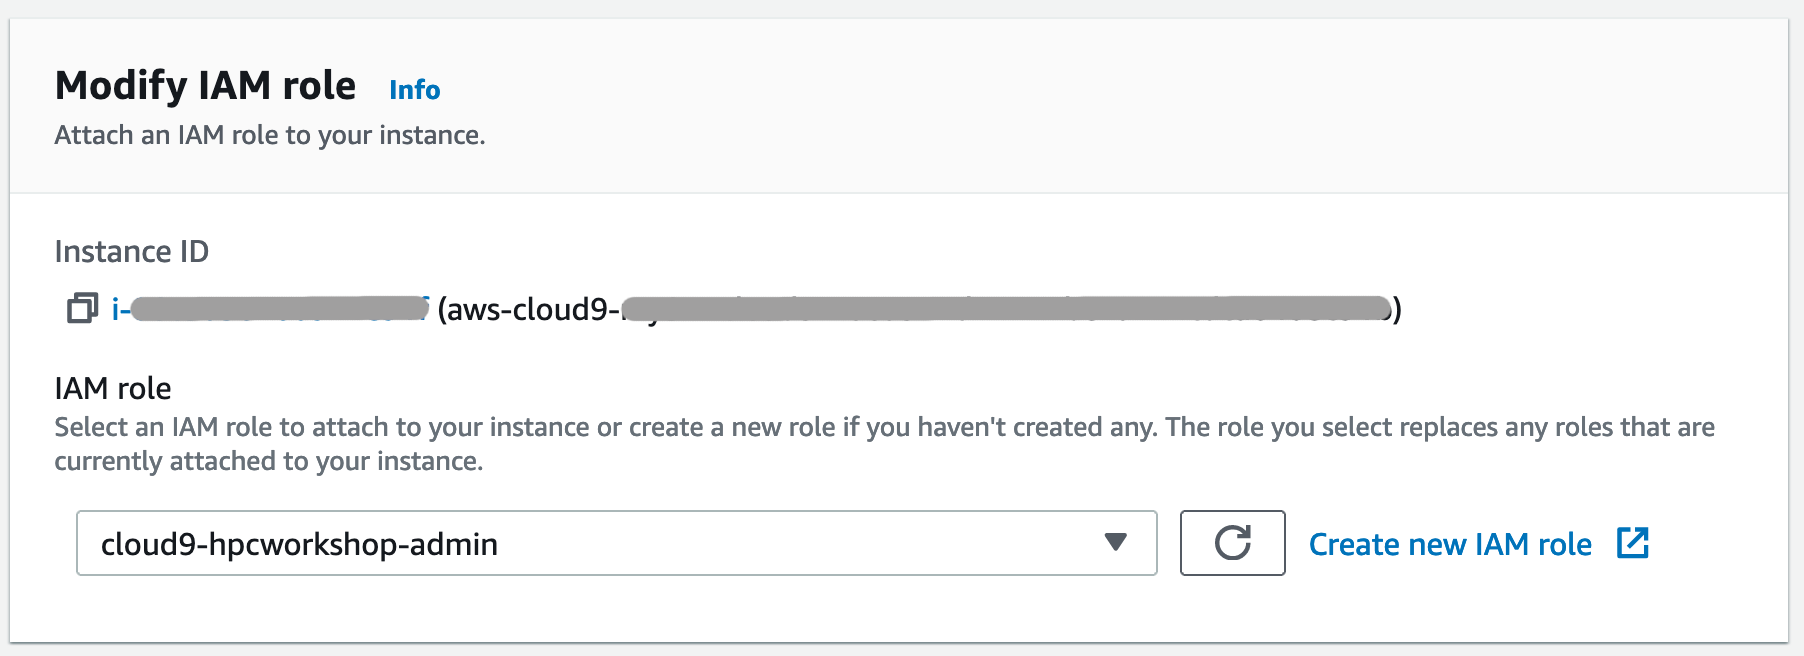 Modify IAM role Info
Attach an IAM role to your instance.
Instance ID
i- (aws-cloud9- )
IAM role
Select an IAM role to attach to your instance or create a new role if you haven't created any. The role you select replaces any roles that are
currently attached to your instance.
cloud9-hpcworkshop-admin
Create new IAM role